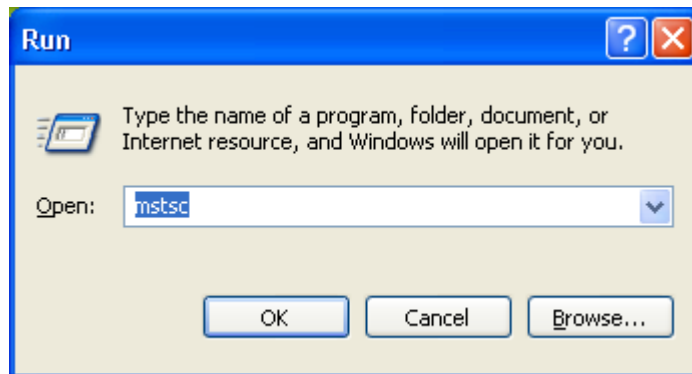 Run
?
Type the name of a program, folder, document, or
Internet resource, and Windows will open it for you.
Open: mstsc
OK Cancel Browse...